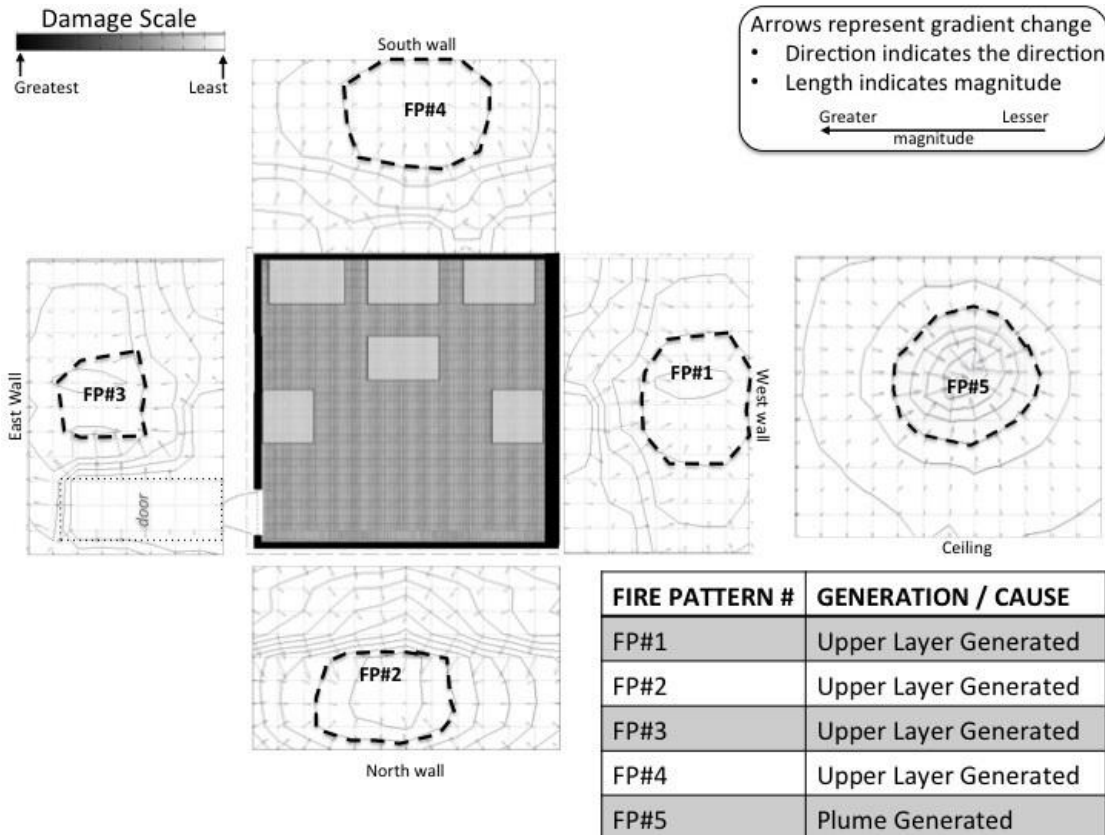 Damage Scale
Greatest
Least
South wall
FP#4
Arrows represent gradient change
• Direction indicates the direction
• Length indicates magnitude
Greater
Lesser
magnitude
East Wall
FP#3
door
FP#1
West wall
FP#5
Ceiling
FP#2
North wall
FIRE PATTERN # GENERATION / CAUSE
FP#1 Upper Layer Generated
FP#2 Upper Layer Generated
FP#3 Upper Layer Generated
FP#4 Upper Layer Generated
FP#5 Plume Generated